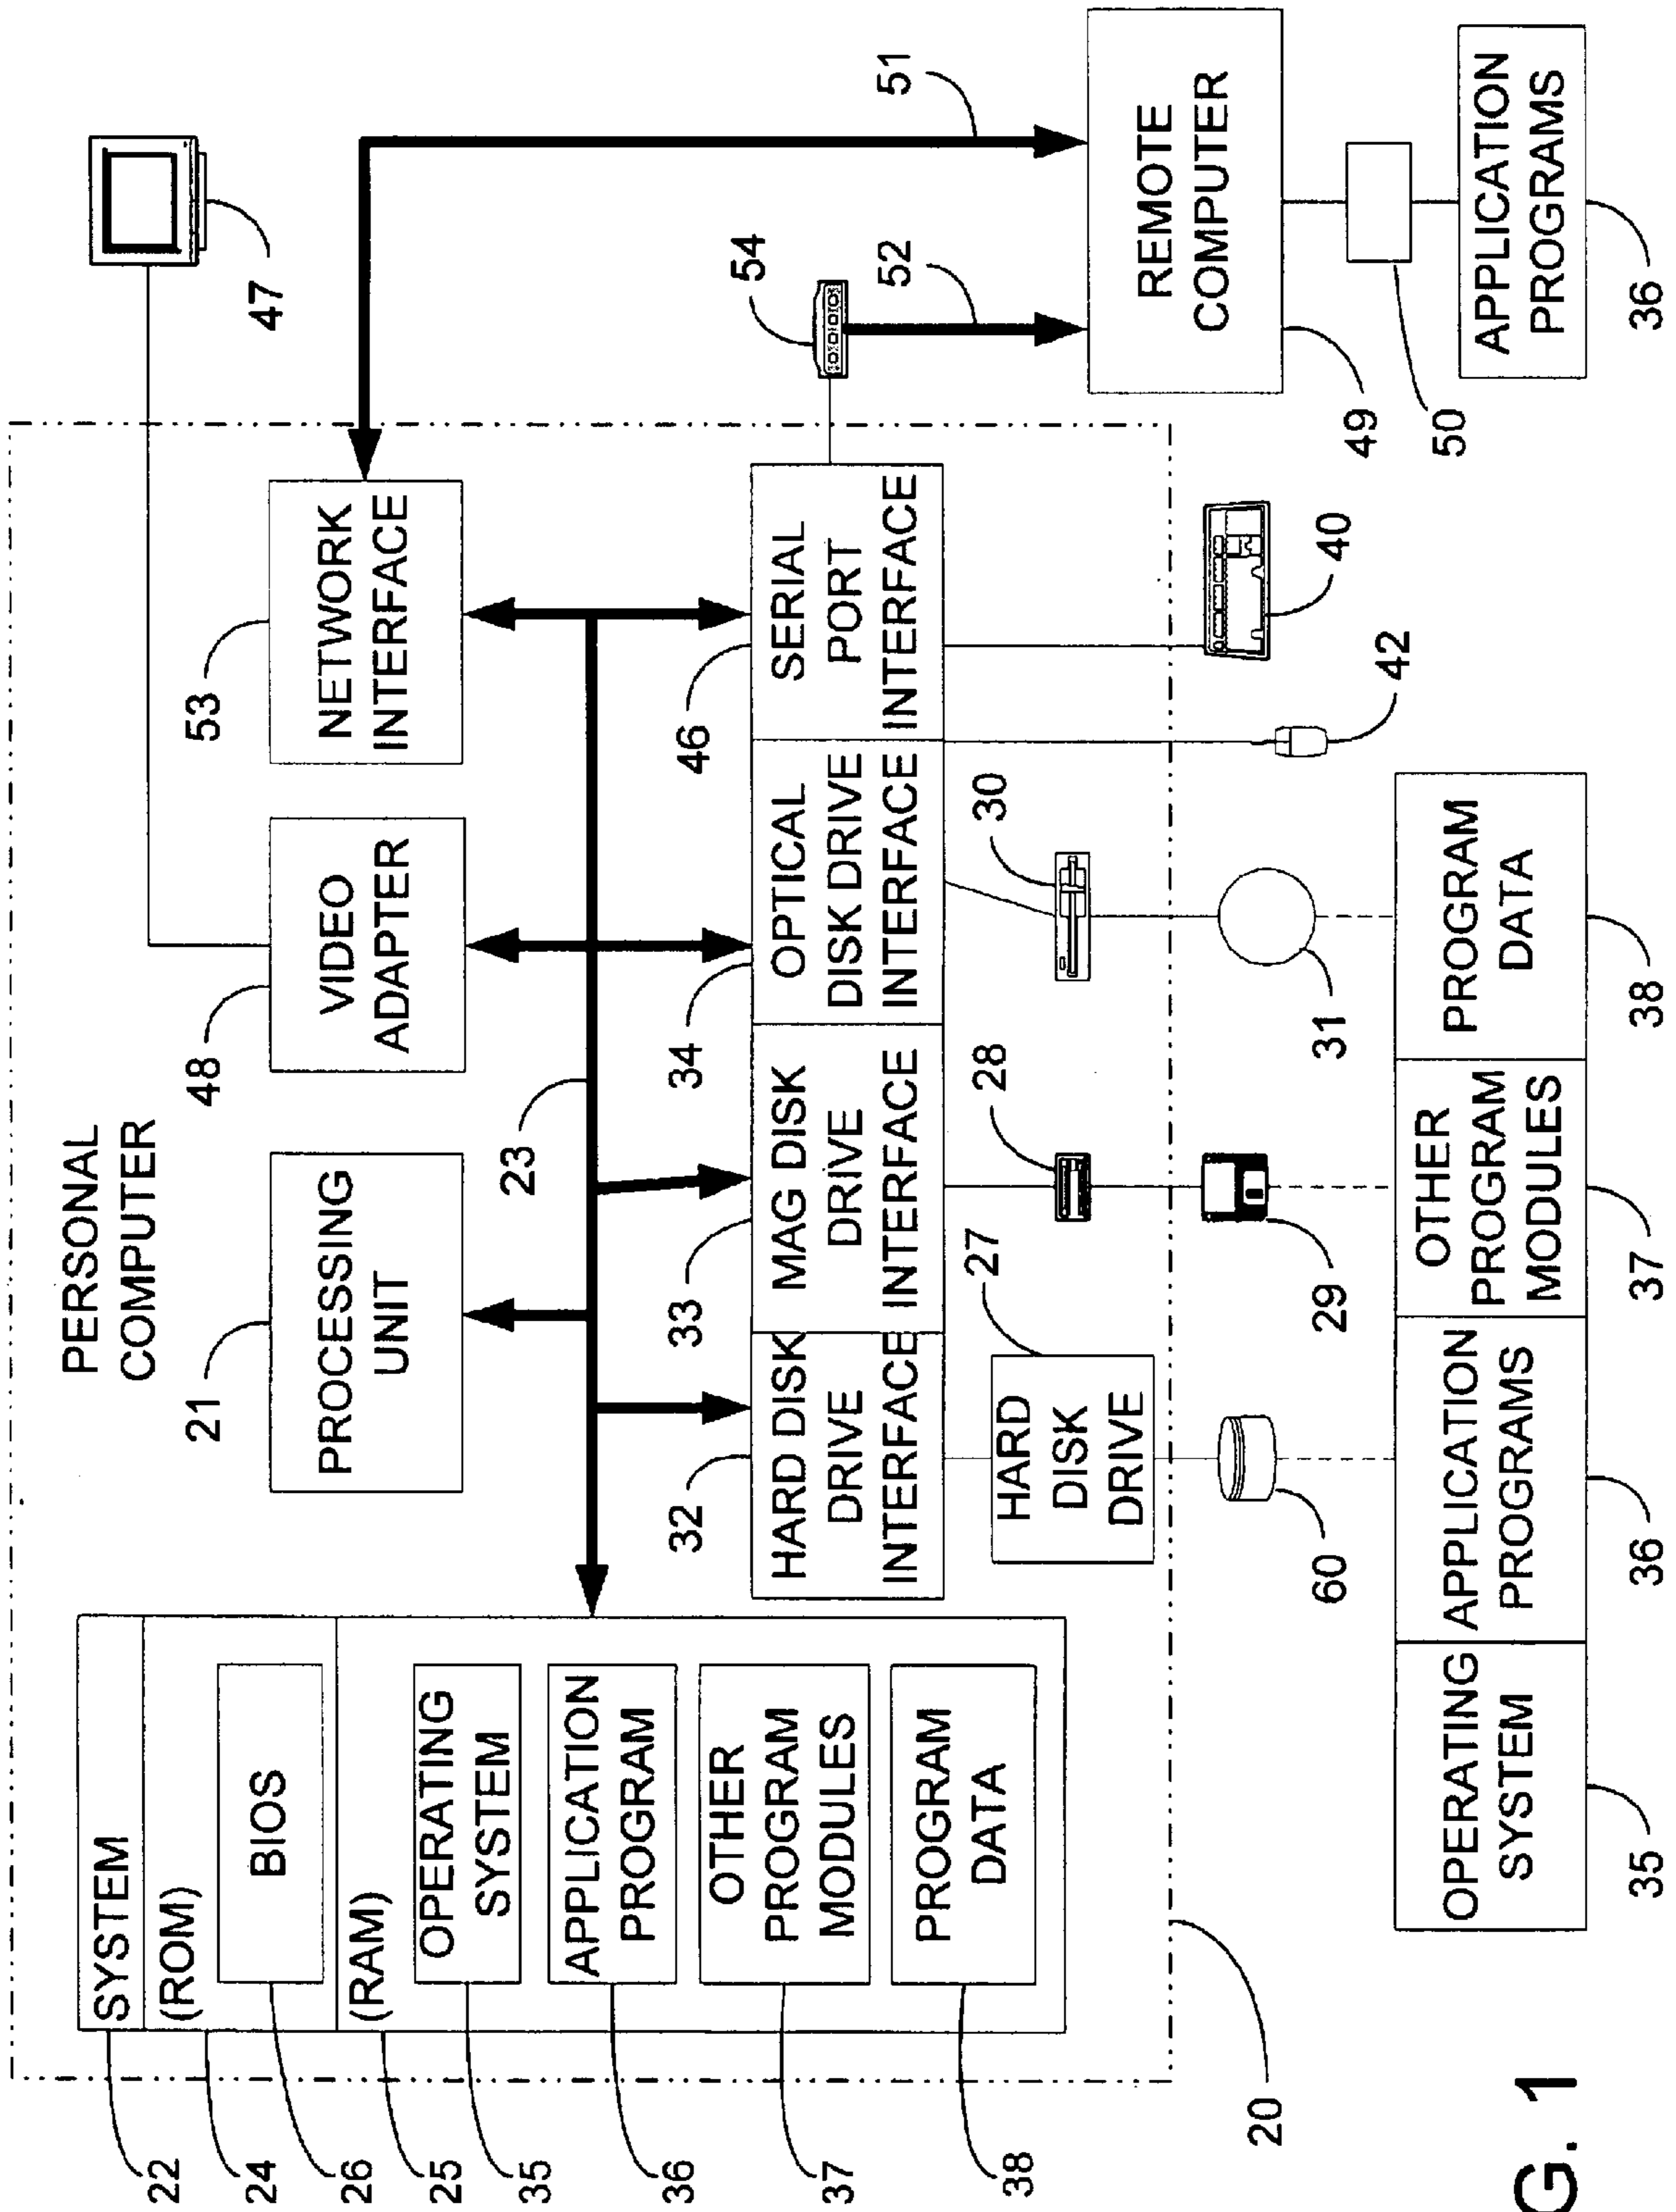 PERSONAL
COMPUTER
22
SYSTEM
24
(ROM)
26
BIOS
25
(RAM)
35
OPERATING
SYSTEM
36
APPLICATION
PROGRAM
37
OTHER
PROGRAM
MODULES
38
PROGRAM
DATA
21
PROCESSING
UNIT
48
VIDEO
ADAPTER
53
NETWORK
INTERFACE
47
23
32
HARD DISK
DRIVE
INTERFACE
33
MAG DISK
DRIVE
INTERFACE
34
OPTICAL
DISK DRIVE
INTERFACE
46
SERIAL
PORT
INTERFACE
54
52
51
27
HARD
DISK
DRIVE
28
30
60
29
31
42
40
REMOTE
COMPUTER
49
50
APPLICATION
PROGRAMS
36
20
OPERATING
SYSTEM
35
APPLICATION
PROGRAMS
36
OTHER
PROGRAM
MODULES
37
PROGRAM
DATA
38
G. 1